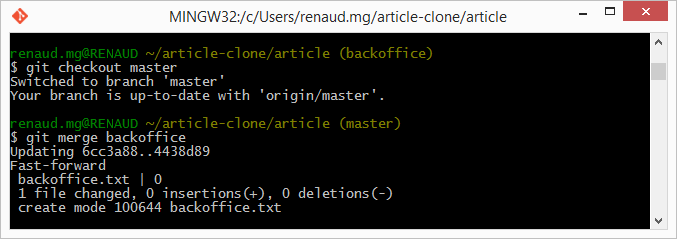 MINGW32:/c/Users/renaud.mg/article-clone/article
renaud.mg@RENAUD ~/article-clone/article (backoffice)
$ git checkout master
Switched to branch 'master'
Your branch is up-to-date with 'origin/master'.
renaud.mg@RENAUD ~/article-clone/article (master)
$ git merge backoffice
Updating 6cc3a88..4438d89
Fast-forward
backoffice.txt | 0
1 file changed, 0 insertions(+), 0 deletions(-)
create mode 100644 backoffice.txt